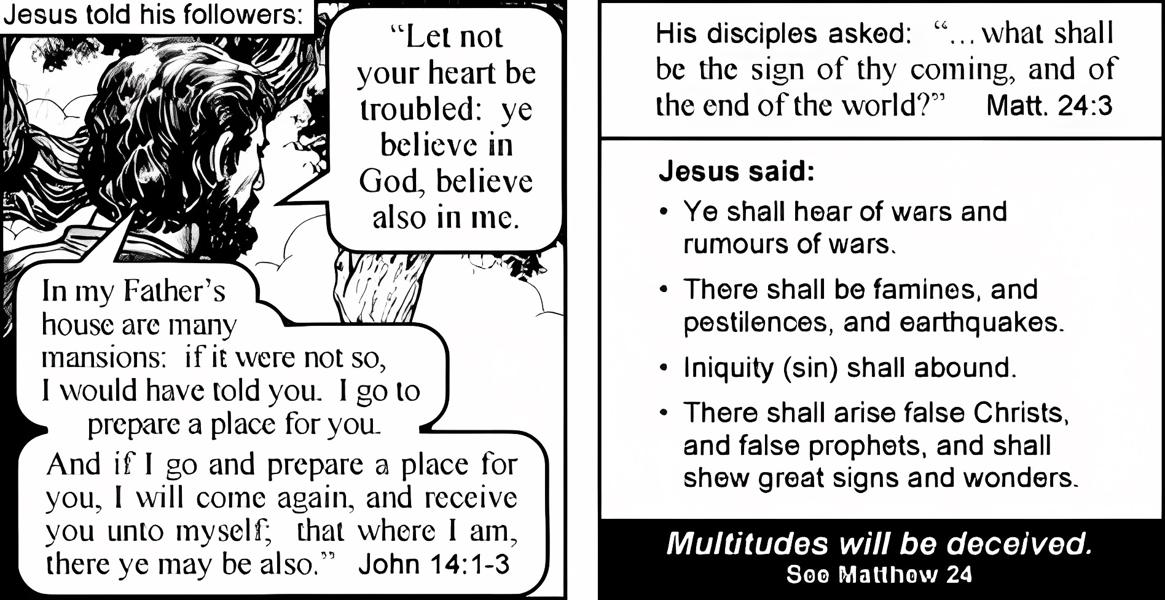 Jesus told his followers:
“Let not
your heart be
troubled: ye
believe in
God, believe
also in me.
In my Father’s
house are many
mansions: if it were not so,
I would have told you. I go to
prepare a place for you.
And if I go and prepare a place for
you, I will come again, and receive
you unto myself; that where I am,
there ye may be also.” John 14:1-3
His disciples asked: “...what shall
be the sign of thy coming, and of
the end of the world?” Matt. 24:3
Jesus said:
• Ye shall hear of wars and
rumours of wars.
• There shall be famines, and
pestilences, and earthquakes.
• Iniquity (sin) shall abound.
• There shall arise false Christs,
and false prophets, and shall
shew great signs and wonders.
Multitudes will be deceived.
See Matthew 24